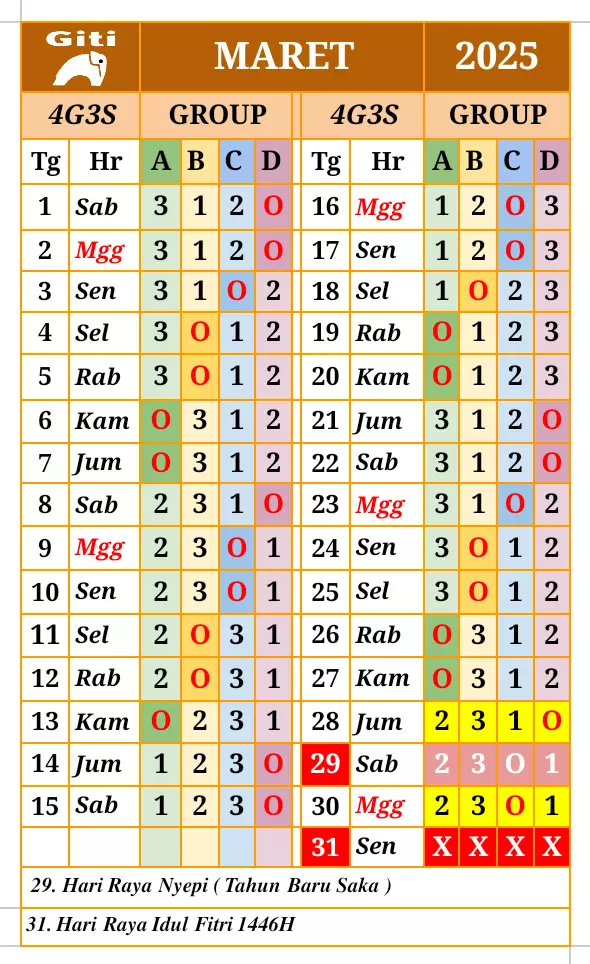 Giti MARET 2025
4G3S GROUP 4G3S GROUP
Tg Hr A B C D Tg Hr A B C D
1 Sab 3 1 2 O 16 Mgg 1 2 O 3
2 Mgg 3 1 2 O 17 Sen 1 2 O 3
3 Sen 3 1 O 2 18 Sel 1 O 2 3
4 Sel 3 O 1 2 19 Rab O 1 2 3
5 Rab 3 O 1 2 20 Kam O 1 2 3
6 Kam O 3 1 2 21 Jum 3 1 2 O
7 Jum O 3 1 2 22 Sab 3 1 2 O
8 Sab 2 3 1 O 23 Mgg 3 1 O 2
9 Mgg 2 3 O 1 24 Sen 3 O 1 2
10 Sen 2 3 O 1 25 Sel 3 O 1 2
11 Sel 2 O 3 1 26 Rab O 3 1 2
12 Rab 2 O 3 1 27 Kam O 3 1 2
13 Kam O 2 3 1 28 Jum 2 3 1 O
14 Jum 1 2 3 O 29 Sab 2 3 O 1
15 Sab 1 2 3 O 30 Mgg 2 3 O 1
31 Sen X X X X
29. Hari Raya Nyepi ( Tahun Baru Saka )
31. Hari Raya Idul Fitri 1446H